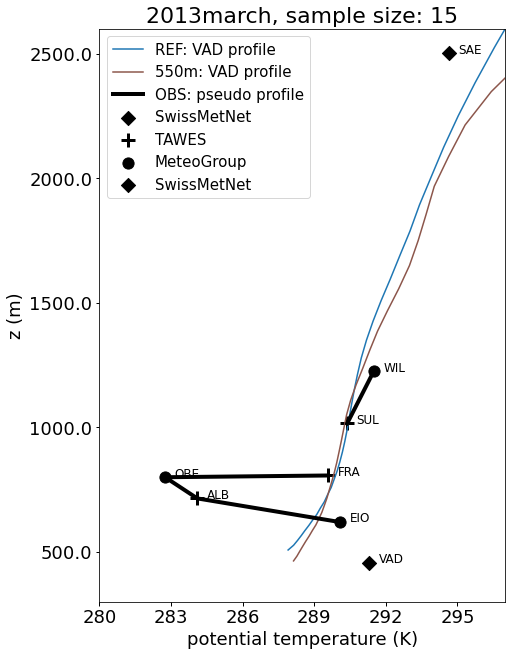 2013march, sample size: 15
REF: VAD profile
550m: VAD profile
OBS: pseudo profile
SwissMetNet
TAWES
MeteoGroup
SwissMetNet
SAE
WIL
SUL
FRA
OBE
ALB
EIO
VAD
2500.0
2000.0
1500.0
1000.0
500.0
z (m)
280 283 286 289 292 295
potential temperature (K)